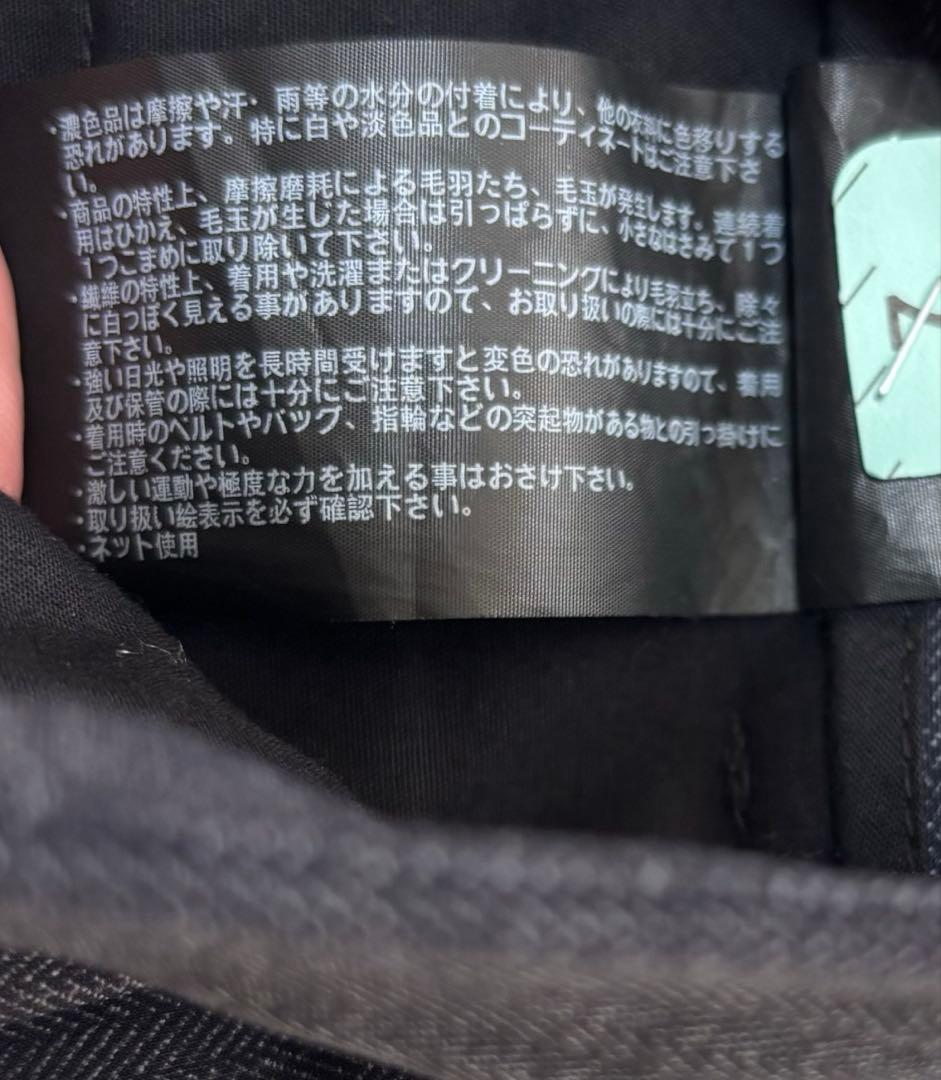 ・濃色品は摩擦や汗・雨等の水分の付着により、他の衣料に色移りする
恐れがあります。特に白や淡色品とのコーディネートはご注意下さ
い。
・商品の特性上、摩擦磨耗による毛羽たち、毛玉が発生します。連続着
用はひかえ、毛玉が生じた場合は引っぱらずに、小さなはさみで1つ
1つこまめに取り除いて下さい。
・繊維の特性上、着用や洗濯またはクリーニングにより毛羽立ち、除々
に白っぽく見える事がありますので、お取り扱いの際には十分にご注
意下さい。
・強い日光や照明を長時間受けますと変色の恐れがありますので、着用
及び保管の際には十分にご注意下さい。
・着用時のベルトやバッグ、指輪などの突起物がある物との引っ掛けに
ご注意ください。
・激しい運動や極度な力を加える事はおさけ下さい。
・取り扱い絵表示を必ず確認下さい。
・ネット使用